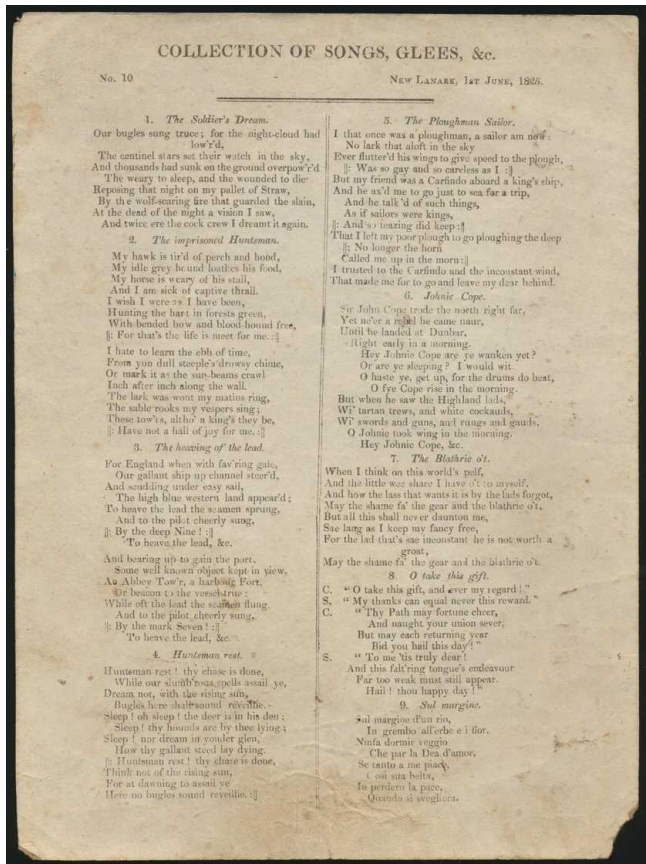 COLLECTION OF SONGS, GLEES, &c.
No. 10
NEW LANARK, 1ST JUNE, 1825.
1. The Soldier's Dream.
Our bugles sung truce; for the night-cloud had
low'r'd,
The centinel stars set their watch in the sky,
And thousands had sunk on the ground overpow'r'd
The weary to sleep, and the wounded to die
Reposing that night on my pallet of Straw,
By the wolf-scaring fire that guarded the slain,
At the dead of the night a vision I saw,
And twice ere the cock crew I dreamt it again.
2. The imprisoned Huntsman.
My hawk is tir'd of perch and hood,
My idle grey hound loathes his food,
My horse is weary of his stall,
And I am sick of captive thrall.
I wish I were as I have been,
Hunting the hart in forests green,
With bended bow and blood-hound free,
||: For that's the life is meet for me. :||
I hate to learn the ebb of time,
From yon dull steeple's drowsy chime,
Or mark it as the sun-beams crawl
Inch after inch along the wall.
The lark was wont my matins ring,
The sable rooks my vespers sing;
These tow'rs, altho' a king's they be,
||: Have not a hall of joy for me. :||
3. The heaving of the lead.
For England when with fav'ring gale,
Our gallant ship up channel steer'd,
And scudding under easy sail,
The high blue western land appear'd;
To heave the lead the seamen sprung,
And to the pilot cheerly sung,
||: By the deep Nine! :||
To heave the lead, &c.
And bearing up to gain the port,
Some well known object kept in view,
An Abbey Tow'r, a harbour Fort,
Or beacon to the vessel true:
While oft the lead the seamen flung,
And to the pilot cheerly sung,
||: By the mark Seven! :||
To heave the lead, &c.
4. Huntsman rest.
Huntsman rest! thy chase is done,
While our slumb'rous spells assail ye,
Dream not, with the rising sun,
Bugles here shall sound reveillie.
Sleep! oh sleep! the deer is in his den;
Sleep! thy hounds are by thee lying;
Sleep! nor dream in yonder glen,
How thy gallant steed lay dying.
||: Huntsman rest! thy chase is done,
Think not of the rising sun,
For at dawning to assail ye
Here no bugles sound reveillie. :||
5. The Ploughman Sailor.
I that once was a ploughman, a sailor am now:
No lark that aloft in the sky
Ever flutter'd his wings to give speed to the plough,
||: Was so gay and so careless as I :||
But my friend was a Carfindo aboard a king's ship,
And he ax'd me to go just to sea for a trip,
And he talk'd of such things,
As if sailors were kings,
||: And so teazing did keep :||
That I left my poor plough to go ploughing the deep
||: No longer the horn
Called me up in the morn :||
I trusted to the Carfindo and the inconstant wind,
That made me for to go and leave my dear behind.
6. Johnie Cope.
Sir John Cope trode the north right far,
Yet ne'er a rebel he came naur,
Until he landed at Dunbar,
Right early in a morning.
Hey Johnie Cope are ye wauken yet?
Or are ye sleeping? I would wit.
O haste ye, get up, for the drums do beat,
O fye Cope rise in the morning.
But when he saw the Highland lads,
Wi' tartan trews, and white cockauds,
Wi' swords and guns, and rungs and gauds,
O Johnie took wing in the morning.
Hey Johnie Cope, &c.
7. The Blathrie o't.
When I think on this world's pelf,
And the little wee share I have o't to myself,
And how the lass that wants it is by the lads forgot,
May the shame fa' the gear and the blathrie o't,
But all this shall never daunton me,
Sae lang as I keep my fancy free,
For the lad that's sae inconstant he is not worth a
groat,
May the shame fa' the gear and the blathrie o't.
8. O take this gift.
C. "O take this gift, and ever my regard!"
S. "My thanks can equal never this reward."
C. "Thy Path may fortune cheer,
And naught your union sever,
But may each returning year
Bid you hail this day!"
S. "To me 'tis truly dear!
And this falt'ring tongue's endeavour
Far too weak must still appear.
Hail! thou happy day!"
9. Sul margine.
Sul margine d'un rio,
In grembo all'erbe e i fior,
Ninfa dormir veggio
Che par la Dea d'amor.
Se tanto a me piace,
Cosi sua belta,
Io perdero la pace,
Quando si svegliera.